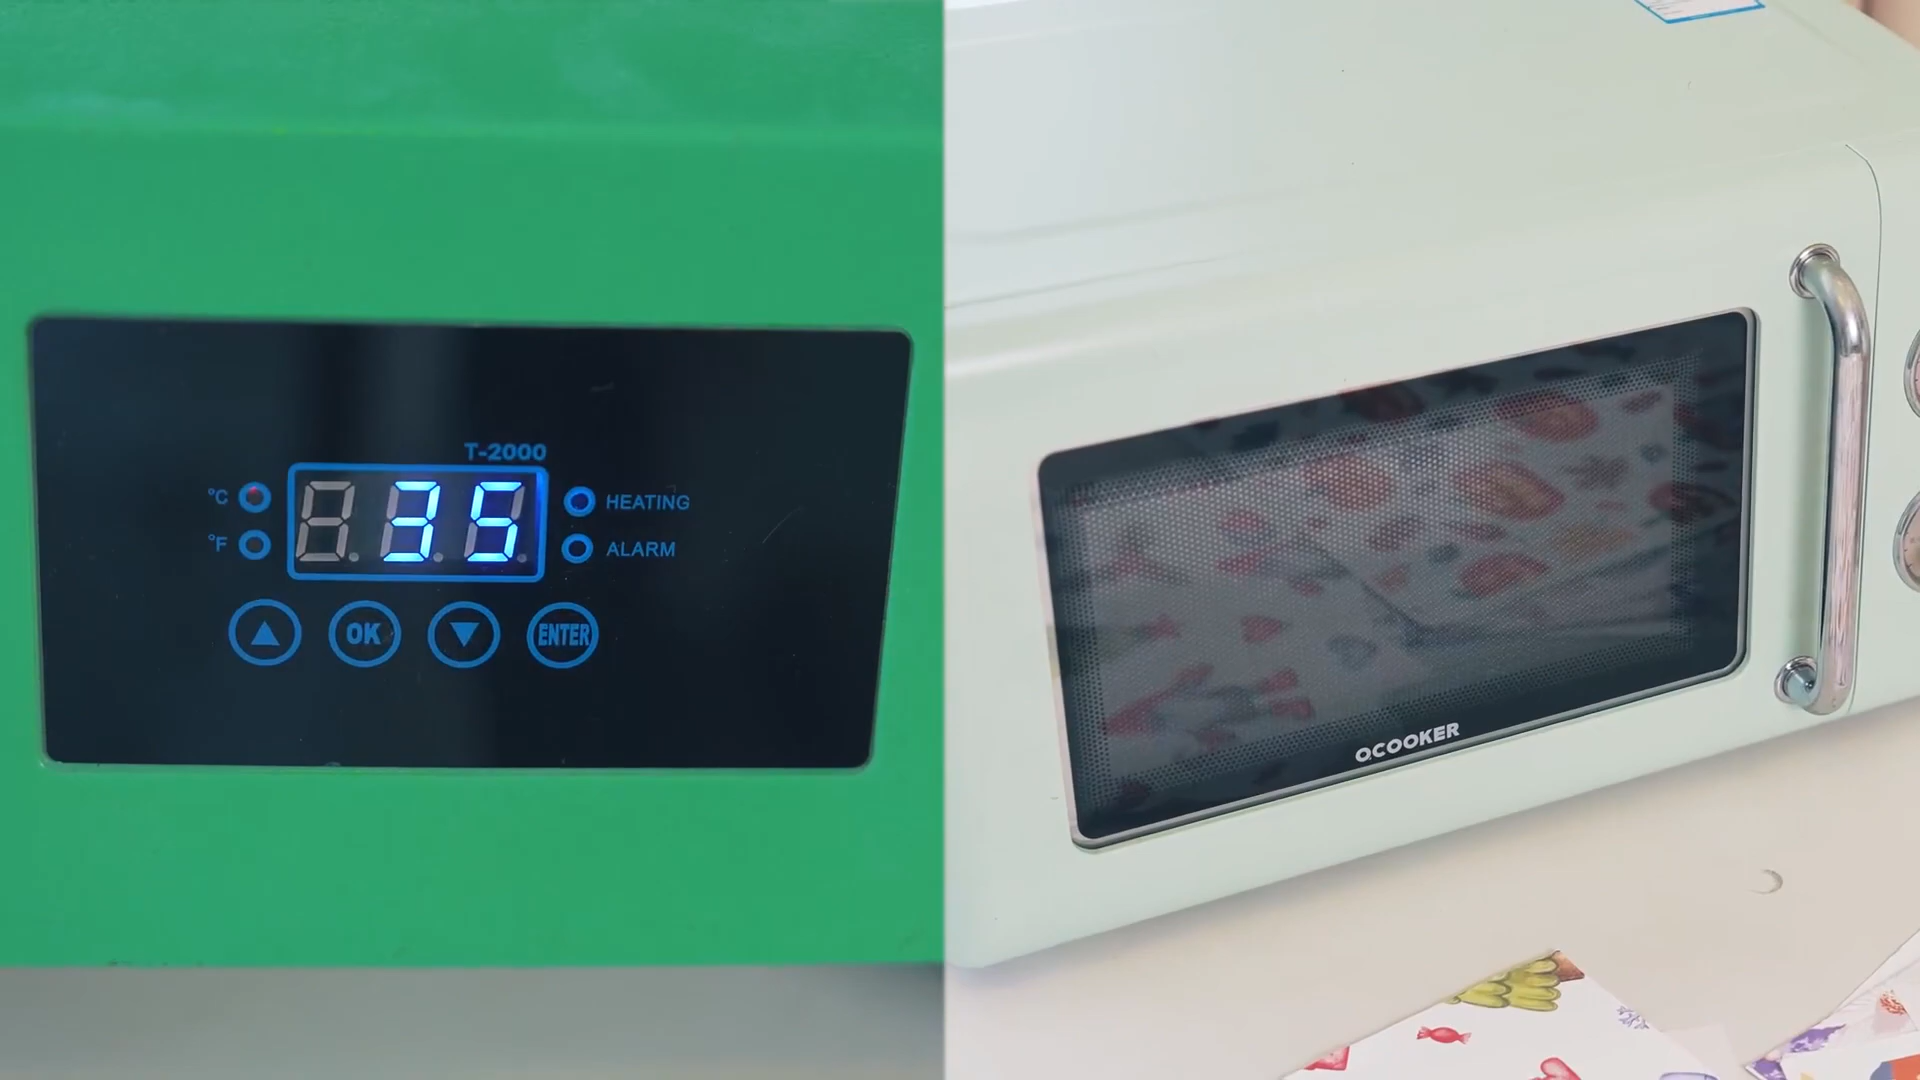 T-2000
°C
35
HEATING
°F
ALARM
OK
ENTER
OCOOKER